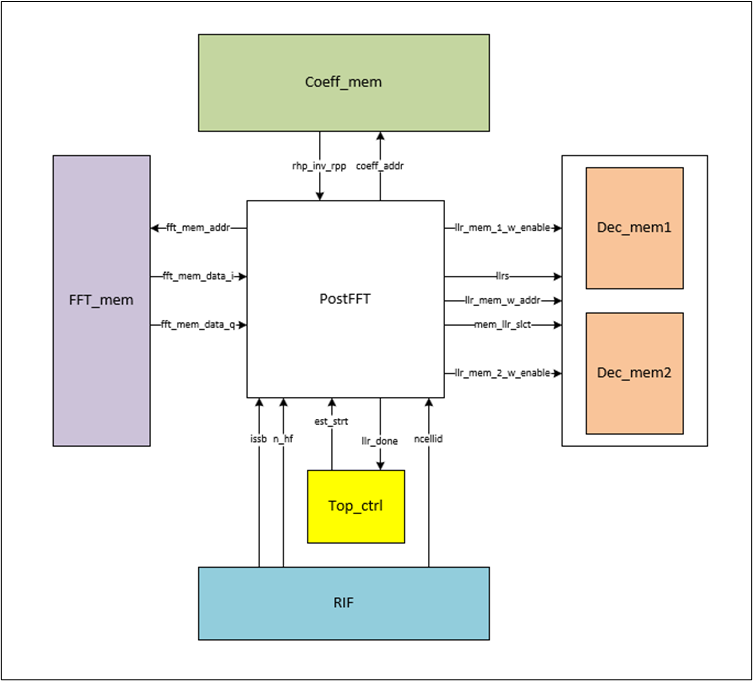 Coeff_mem
rhp_inv_rpp
coeff_addr
FFT_mem
fft_mem_addr
fft_mem_data_i
fft_mem_data_q
PostFFT
llr_mem_1_w_enable
llrs
llr_mem_w_addr
mem_llr_slct
llr_mem_2_w_enable
Dec_mem1
Dec_mem2
issb
n_hf
est_strt
llr_done
ncellid
Top_ctrl
RIF